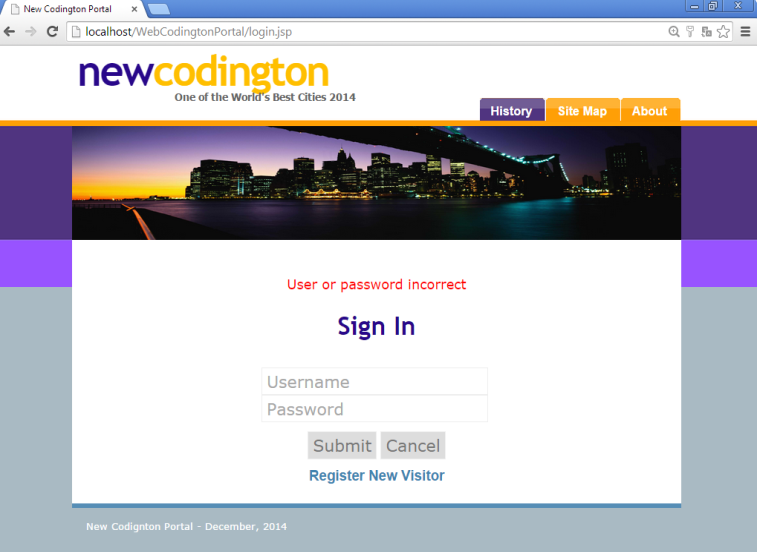 New Codington Portal
localhost/WebCodingtonPortal/login.jsp
newcodington
One of the World's Best Cities 2014
History Site Map About
User or password incorrect
Sign In
Username
Password
Submit Cancel
Register New Visitor
New Codignton Portal - December, 2014